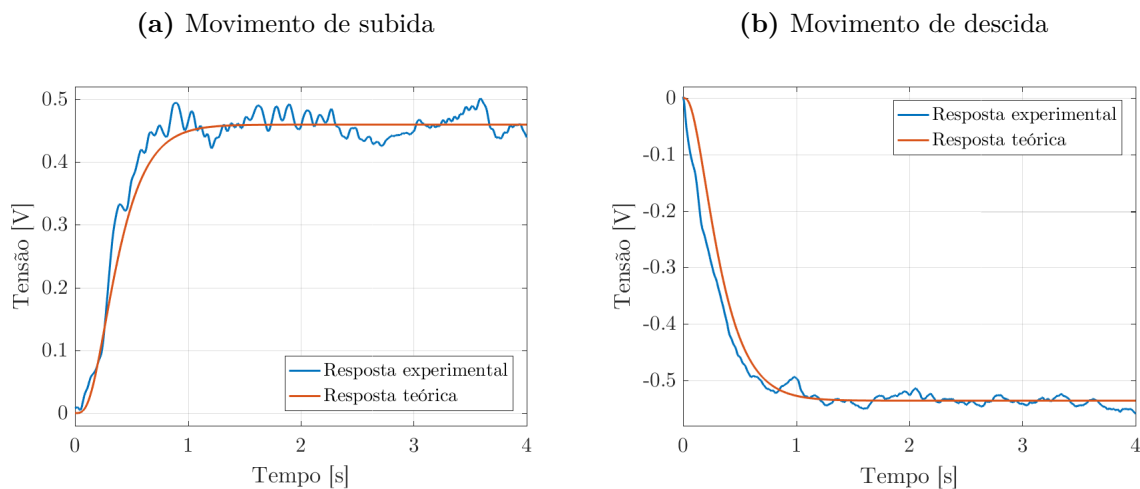 (a) Movimento de subida
(b) Movimento de descida
0.5
0.4
0.3
0.2
0.1
0
Tensão [V]
Resposta experimental
Resposta teórica
0 1 2 3 4
Tempo [s]
0
-0.1
-0.2
-0.3
-0.4
-0.5
Tensão [V]
Resposta experimental
Resposta teórica
0 1 2 3 4
Tempo [s]